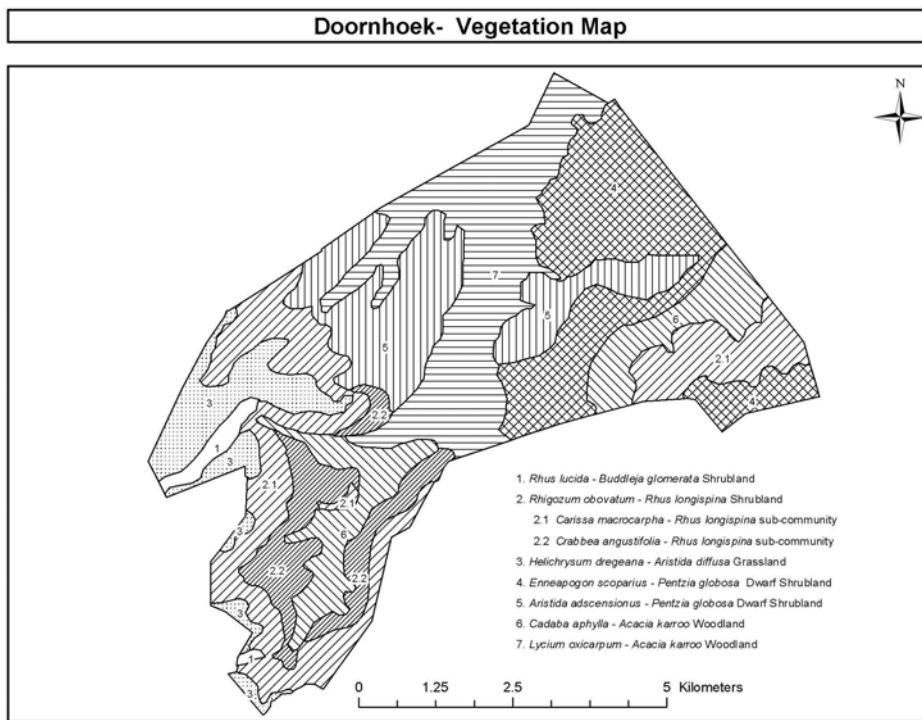 Doornhoek- Vegetation Map
N
4
7
5
5
6
2.1
4
3
2.2
1
3
2.1
2.1
3
6
2.2
2.2
3
1
3
1. Rhus lucida - Buddleja glomerata Shrubland
2. Rhigozum obovatum - Rhus longispina Shrubland
2.1 Carissa macrocarpha - Rhus longispina sub-community
2.2 Crabbea angustifolia - Rhus longispina sub-community
3. Helichrysum dregeana - Aristida diffusa Grassland
4. Enneapogon scoparius - Pentzia globosa Dwarf Shrubland
5. Aristida adscensionus - Pentzia globosa Dwarf Shrubland
6. Cadaba aphylla - Acacia karroo Woodland
7. Lycium oxicarpum - Acacia karroo Woodland
0 1.25 2.5 5 Kilometers